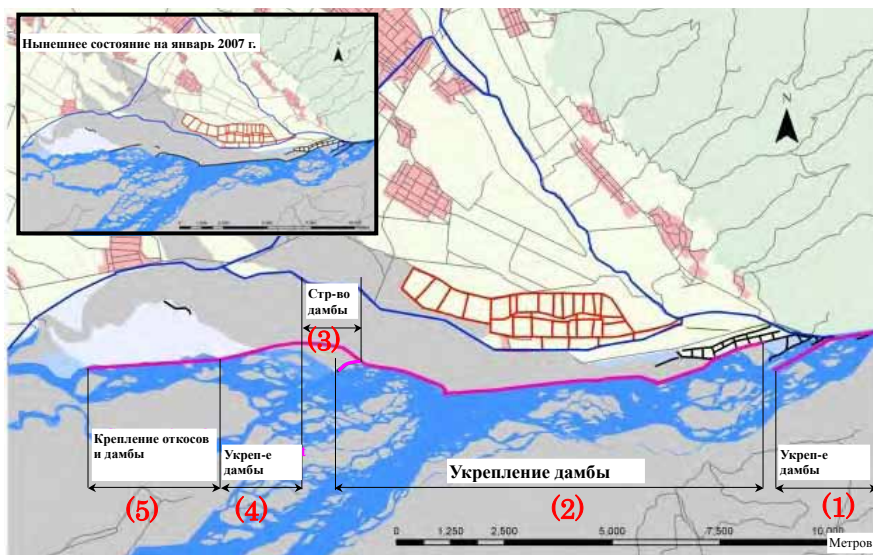 Нынешнее состояние на январь 2007 г.
N
Стр-во
дамбы
(3)
Крепление откосов
и дамбы
Укреп-е
дамбы
Укрепление дамбы
Укреп-е
дамбы
(5)
(4)
(2)
(1)
0 1,250 2,500 5,000 7,500 10,000
Метров